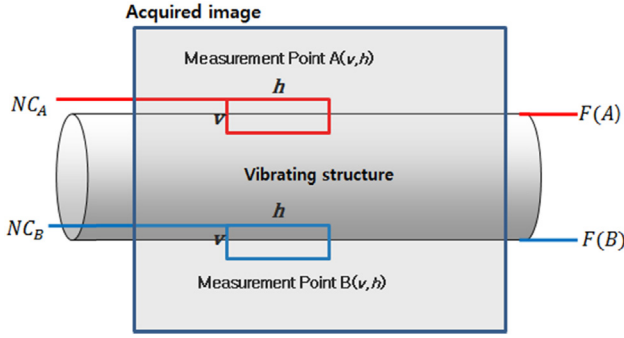 Acquired image
Measurement Point A(v,h)
h
NC_A
v
F(A)
Vibrating structure
h
NC_B
v
F(B)
Measurement Point B(v,h)